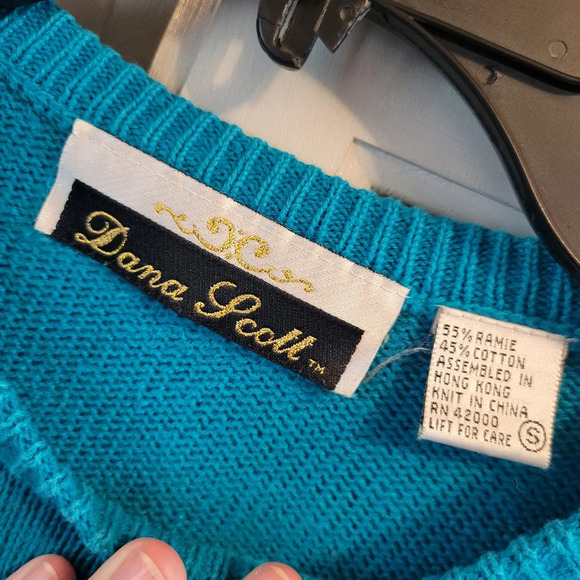 Dana Scott™
55% RAMIE
45% COTTON
ASSEMBLED IN
HONG KONG
KNIT IN CHINA
RN 42000
LIFT FOR CARE S